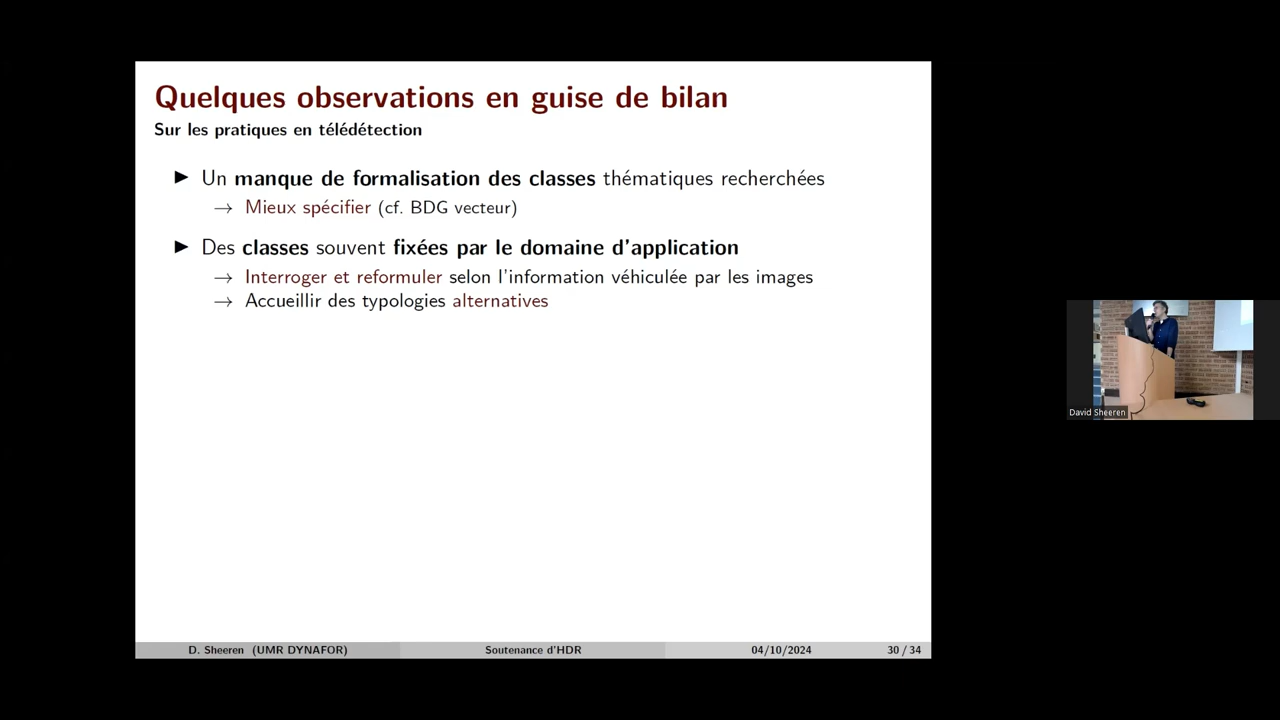 Quelques observations en guise de bilan
Sur les pratiques en télédétection
▶ Un manque de formalisation des classes thématiques recherchées
→ Mieux spécifier (cf. BDG vecteur)
▶ Des classes souvent fixées par le domaine d'application
→ Interroger et reformuler selon l'information véhiculée par les images
→ Accueillir des typologies alternatives
D. Sheeren (UMR DYNAFOR) Soutenance d'HDR 04/10/2024 30 / 34
David Sheeren